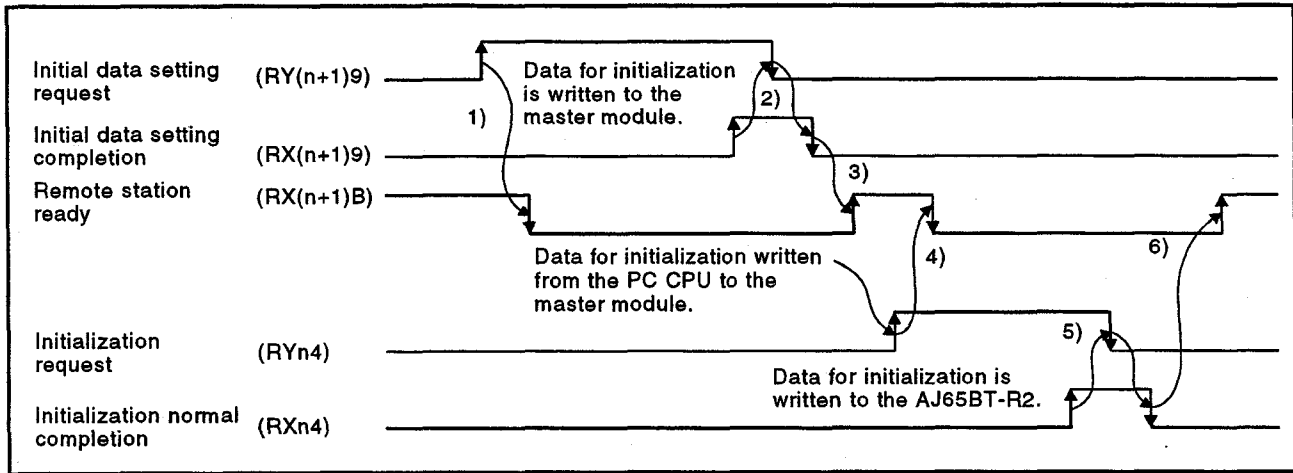 Initial data setting
request
(RY(n+1)9)
Data for initialization
is written to the
master module.
1)
2)
Initial data setting
completion
(RX(n+1)9)
3)
Remote station
ready
(RX(n+1)B)
4)
6)
Data for initialization written
from the PC CPU to the
master module.
Initialization
request
(RYn4)
5)
Data for initialization is
written to the AJ65BT-R2.
Initialization normal
completion
(RXn4)